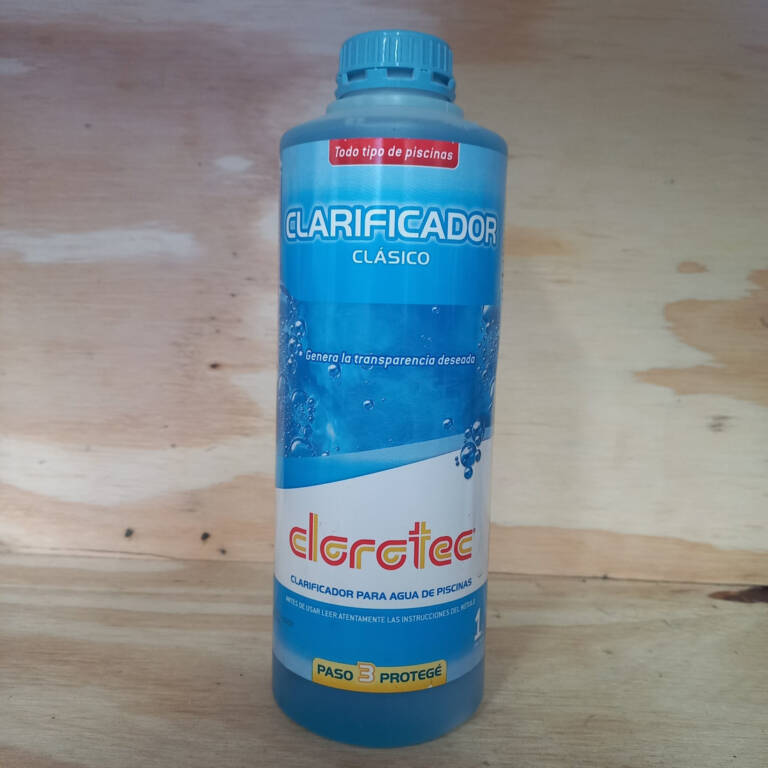 Todo tipo de piscinas
CLARIFICADOR
CLÁSICO
Genera la transparencia deseada
clorotec
CLARIFICADOR PARA AGUA DE PISCINAS
ANTES DE USAR LEER ATENTAMENTE LAS INSTRUCCIONES DEL RÓTULO
1
PASO 3 PROTEGÉ